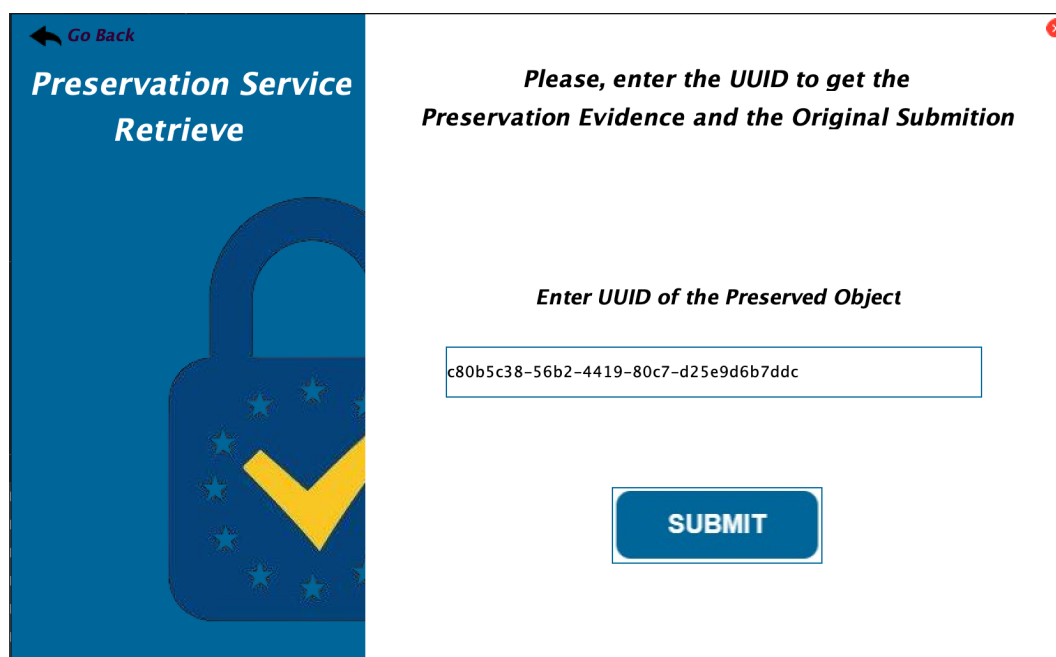 Go Back
Preservation Service
Retrieve
Please, enter the UUID to get the
Preservation Evidence and the Original Submition
Enter UUID of the Preserved Object
c80b5c38-56b2-4419-80c7-d25e9d6b7ddc
SUBMIT